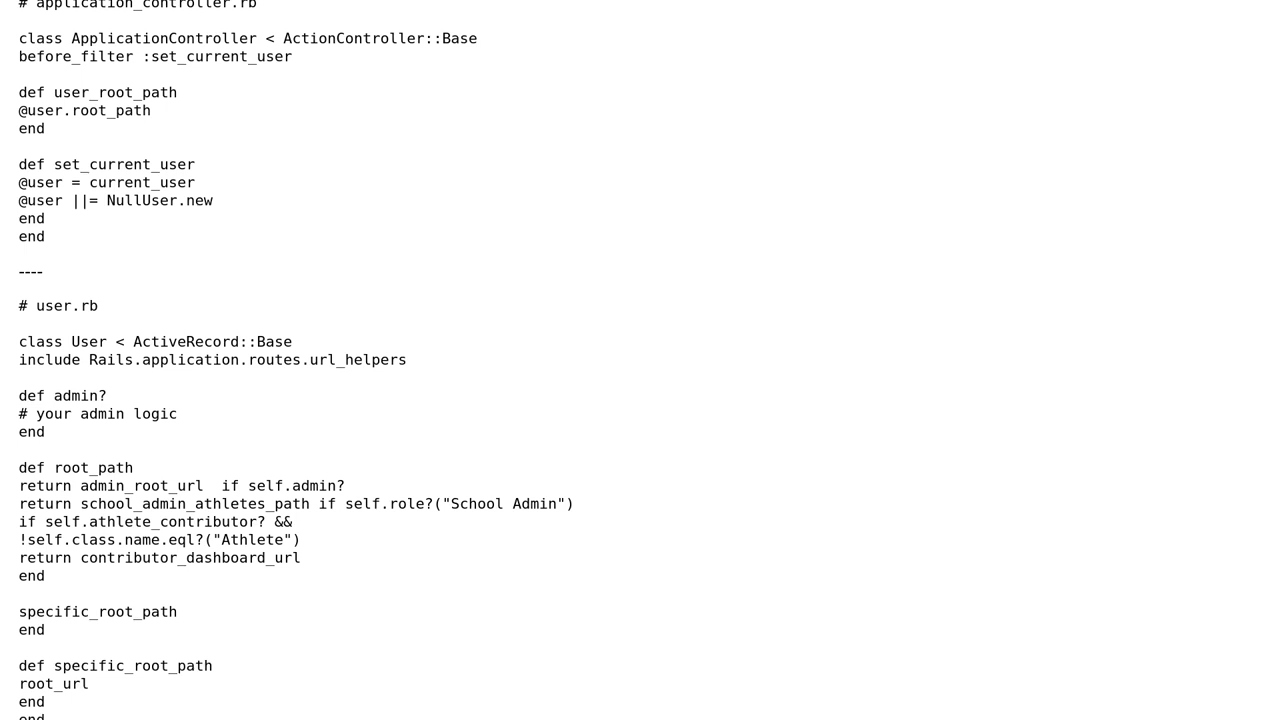 # application_controller.rb
class ApplicationController < ActionController::Base
before_filter :set_current_user
def user_root_path
@user.root_path
end
def set_current_user
@user = current_user
@user ||= NullUser.new
end
end
----
# user.rb
class User < ActiveRecord::Base
include Rails.application.routes.url_helpers
def admin?
# your admin logic
end
def root_path
return admin_root_url  if self.admin?
return school_admin_athletes_path if self.role?("School Admin")
if self.athlete_contributor? &&
!self.class.name.eql?("Athlete")
return contributor_dashboard_url
end
specific_root_path
end
def specific_root_path
root_url
end
end